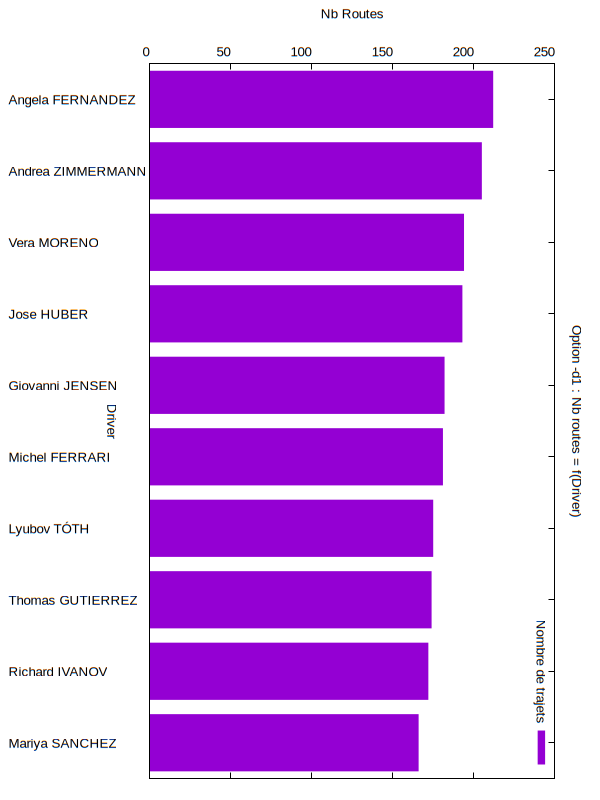 Nb Routes
0 50 100 150 200 250
Angela FERNANDEZ
Andrea ZIMMERMANN
Vera MORENO
Jose HUBER
Giovanni JENSEN
Driver
Michel FERRARI
Lyubov TÓTH
Thomas GUTIERREZ
Richard IVANOV
Mariya SANCHEZ
Option -d1 : Nb routes = f(Driver)
Nombre de trajets